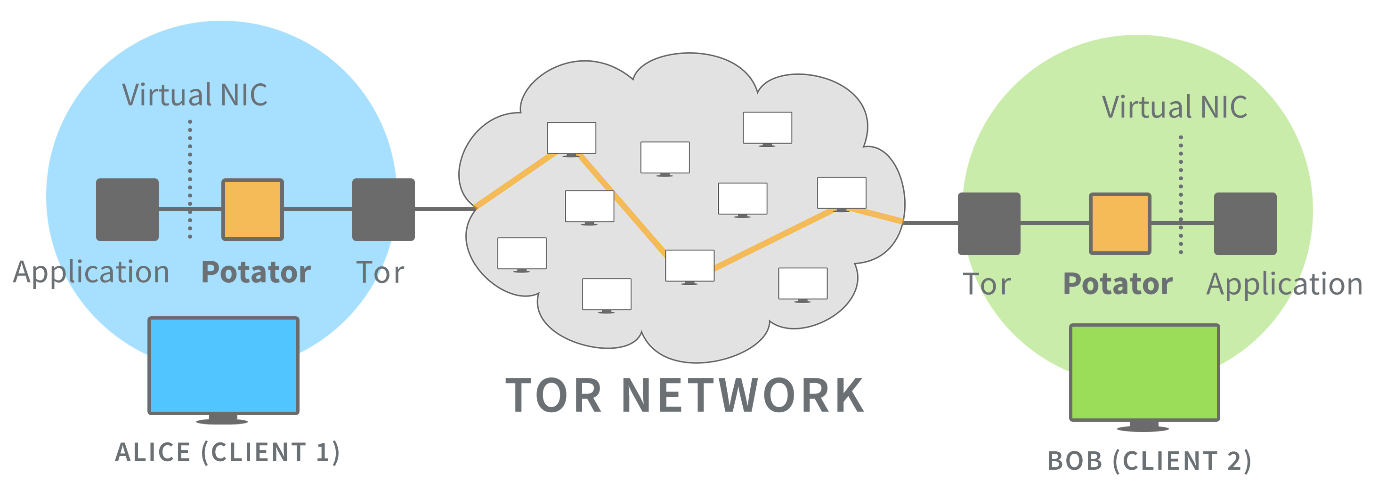 Virtual NIC
Application
Potator
Tor
ALICE (CLIENT 1)
TOR NETWORK
Virtual NIC
Tor
Potator
Application
BOB (CLIENT 2)